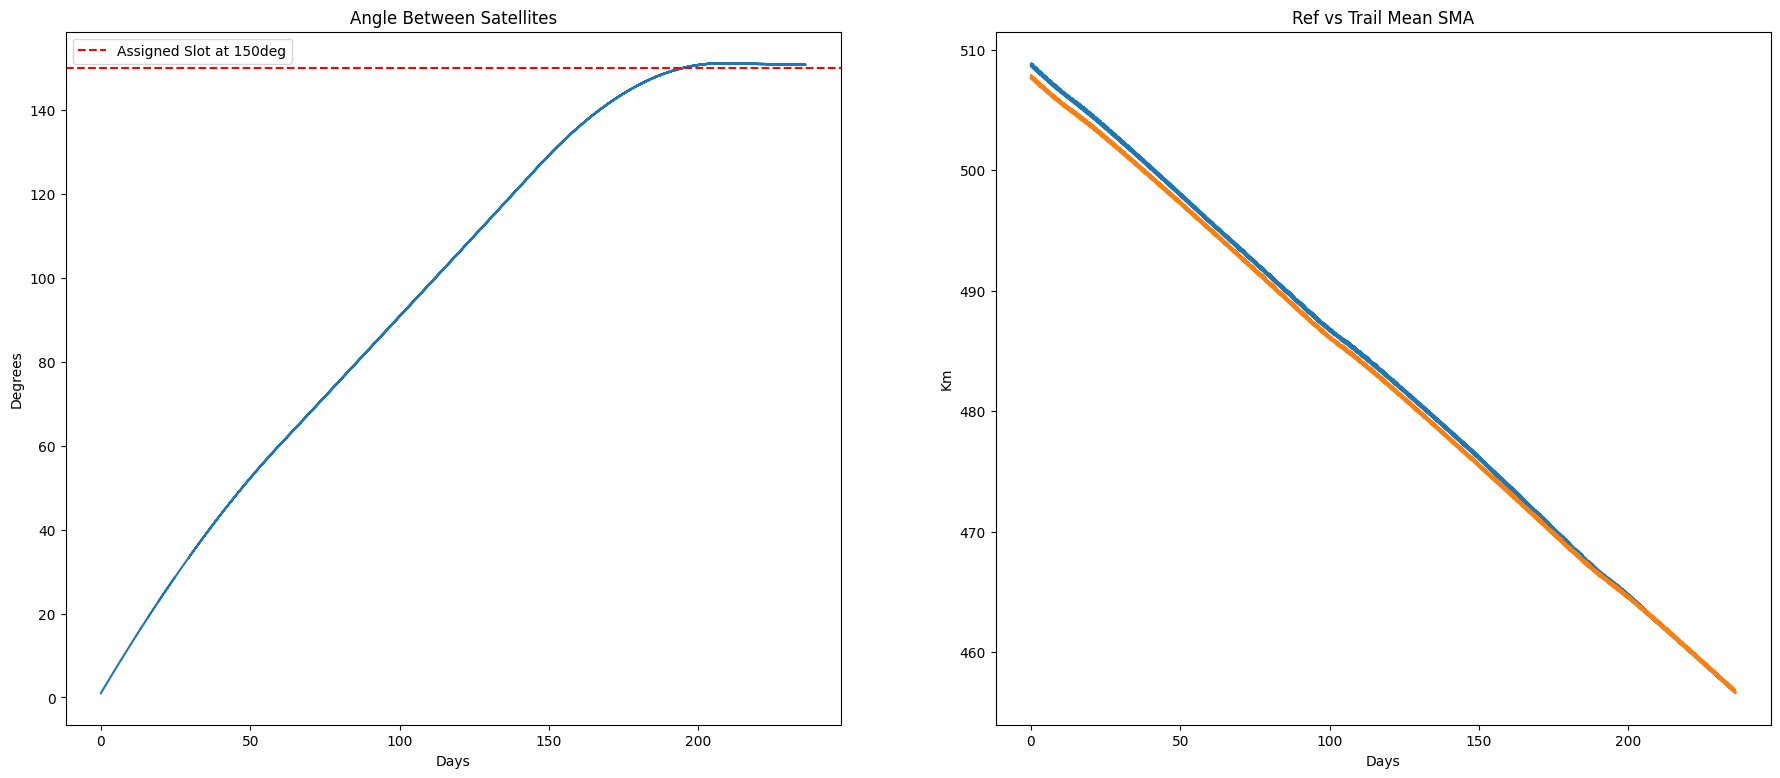 Angle Between Satellites
Assigned Slot at 150deg
140
120
100
80
60
40
20
0
Degrees
0 50 100 150 200
Days
Ref vs Trail Mean SMA
510
500
490
480
470
460
Km
0 50 100 150 200
Days